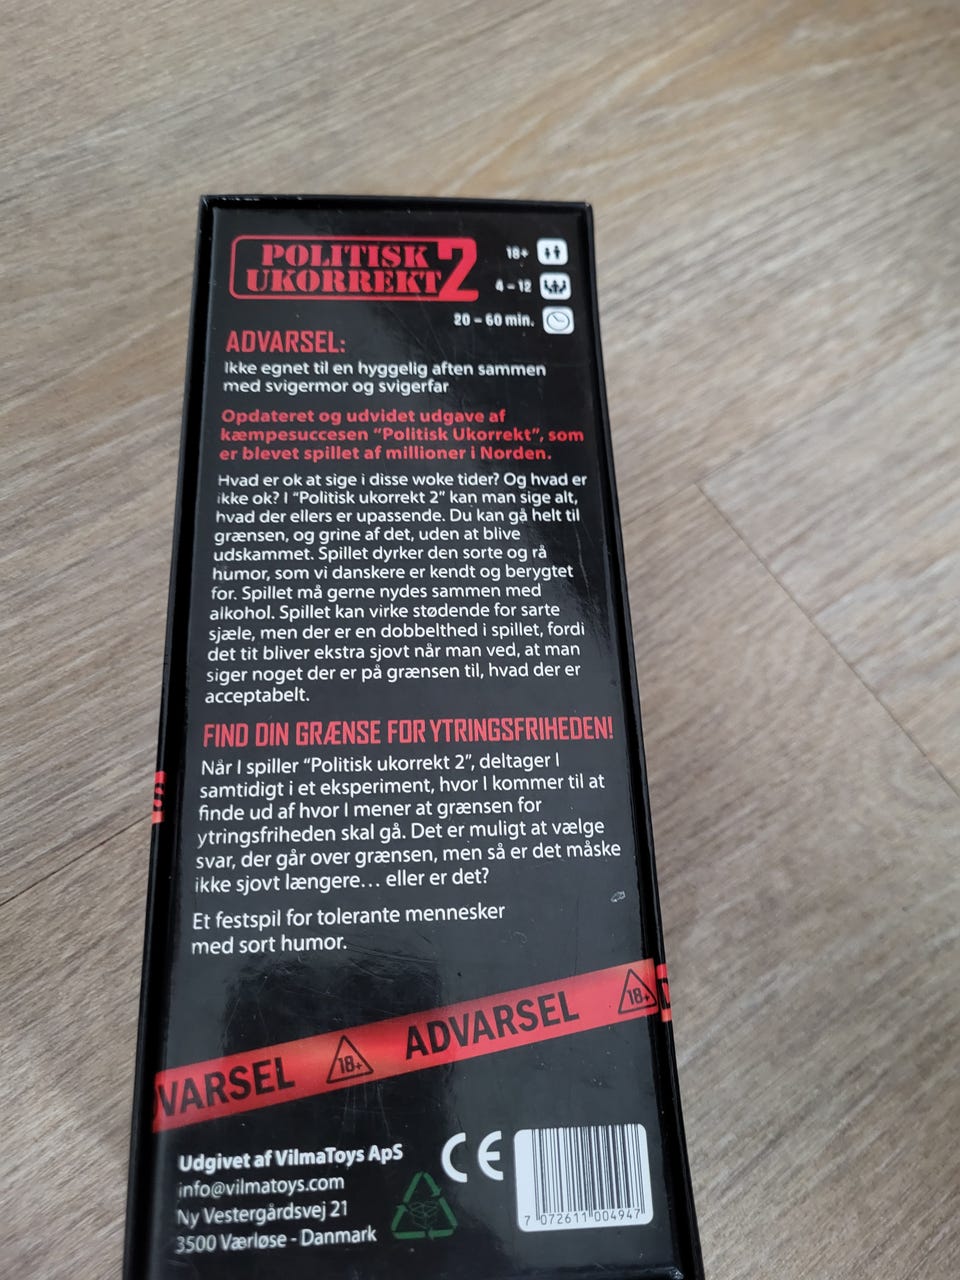 POLITISK
UKORREKT 2
18+
4 – 12
20 – 60 min.
ADVARSEL:
Ikke egnet til en hyggelig aften sammen
med svigermor og svigerfar
Opdateret og udvidet udgave af
kæmpesuccesen "Politisk Ukorrekt", som
er blevet spillet af millioner i Norden.
Hvad er ok at sige i disse woke tider? Og hvad er
ikke ok? I "Politisk ukorrekt 2" kan man sige alt,
hvad der ellers er upassende. Du kan gå helt til
grænsen, og grine af det, uden at blive
udskammet. Spillet dyrker den sorte og rå
humor, som vi danskere er kendt og berygtet
for. Spillet må gerne nydes sammen med
alkohol. Spillet kan virke stødende for sarte
sjæle, men der er en dobbelthed i spillet, fordi
det tit bliver ekstra sjovt når man ved, at man
siger noget der er på grænsen til, hvad der er
acceptabelt.
FIND DIN GRÆNSE FOR YTRINGSFRIHEDEN!
Når I spiller "Politisk ukorrekt 2", deltager I
samtidigt i et eksperiment, hvor I kommer til at
finde ud af hvor I mener at grænsen for
ytringsfriheden skal gå. Det er muligt at vælge
svar, der går over grænsen, men så er det måske
ikke sjovt længere... eller er det?
Et festspil for tolerante mennesker
med sort humor.
VARSEL 18+ ADVARSEL 18+
Udgivet af VilmaToys ApS
info@vilmatoys.com
Ny Vestergårdsvej 21
3500 Værløse - Danmark
CE
7 072611 004947